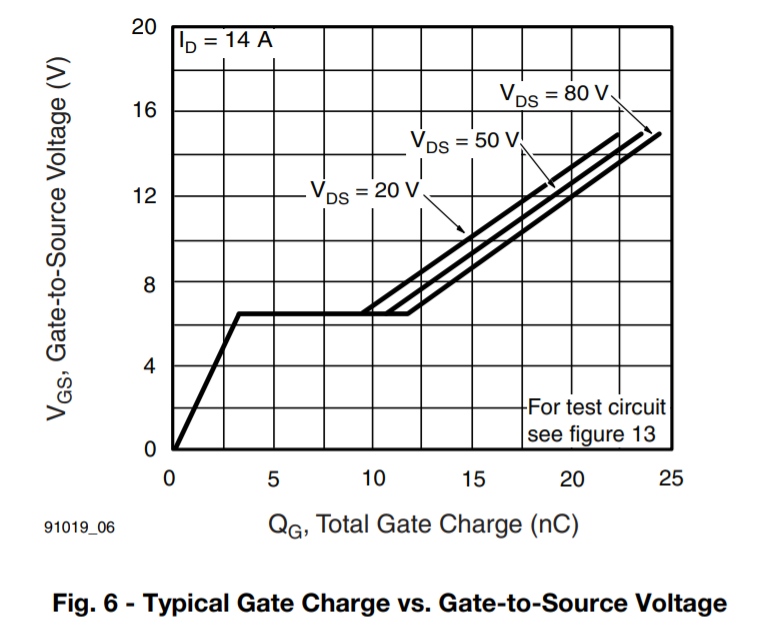 20
I_D = 14 A
16
12
8
4
0
V_GS, Gate-to-Source Voltage (V)
V_DS = 80 V
V_DS = 50 V
V_DS = 20 V
For test circuit
see figure 13
0 5 10 15 20 25
Q_G, Total Gate Charge (nC)
91019_06
Fig. 6 - Typical Gate Charge vs. Gate-to-Source Voltage